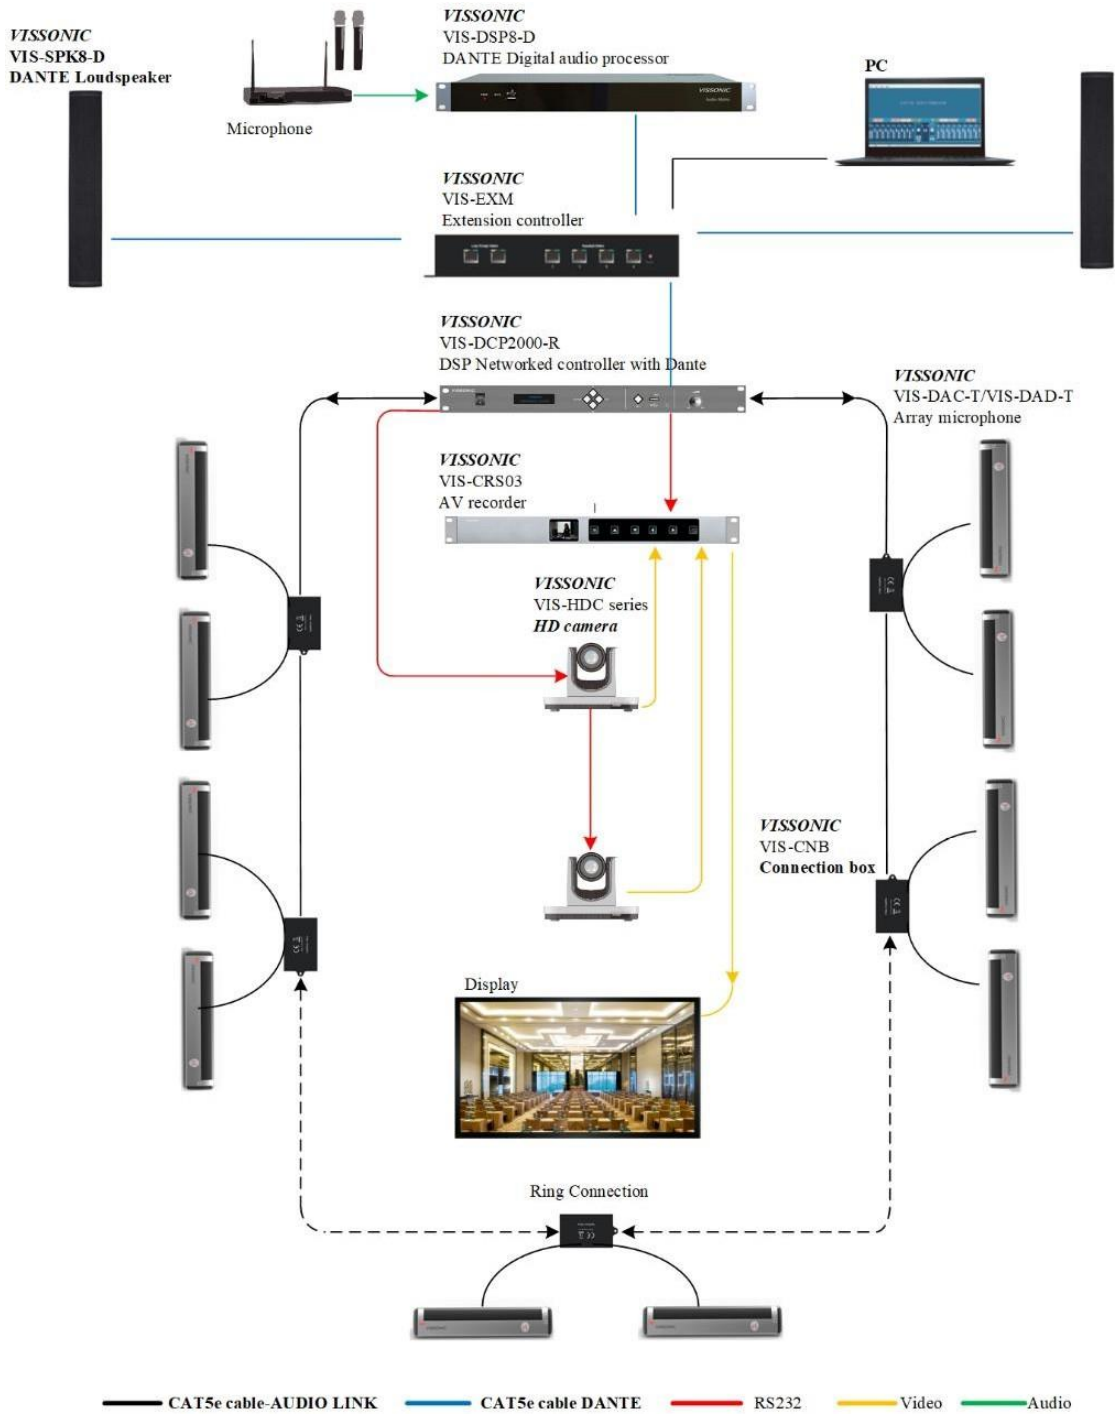 VISSONIC
VIS-SPK8-D
DANTE Loudspeaker
Microphone
VISSONIC
VIS-DSP8-D
DANTE Digital audio processor
VISSONIC
PC
VISSONIC
VIS-EXM
Extension controller
VISSONIC
VIS-DCP2000-R
DSP Networked controller with Dante
VISSONIC
VIS-DAC-T/VIS-DAD-T
Array microphone
VISSONIC
VIS-CRS03
AV recorder
VISSONIC
VIS-HDC series
HD camera
VISSONIC
VIS-CNB
Connection box
Display
Ring Connection
CAT5e cable-AUDIO LINK
CAT5e cable DANTE
RS232
Video
Audio